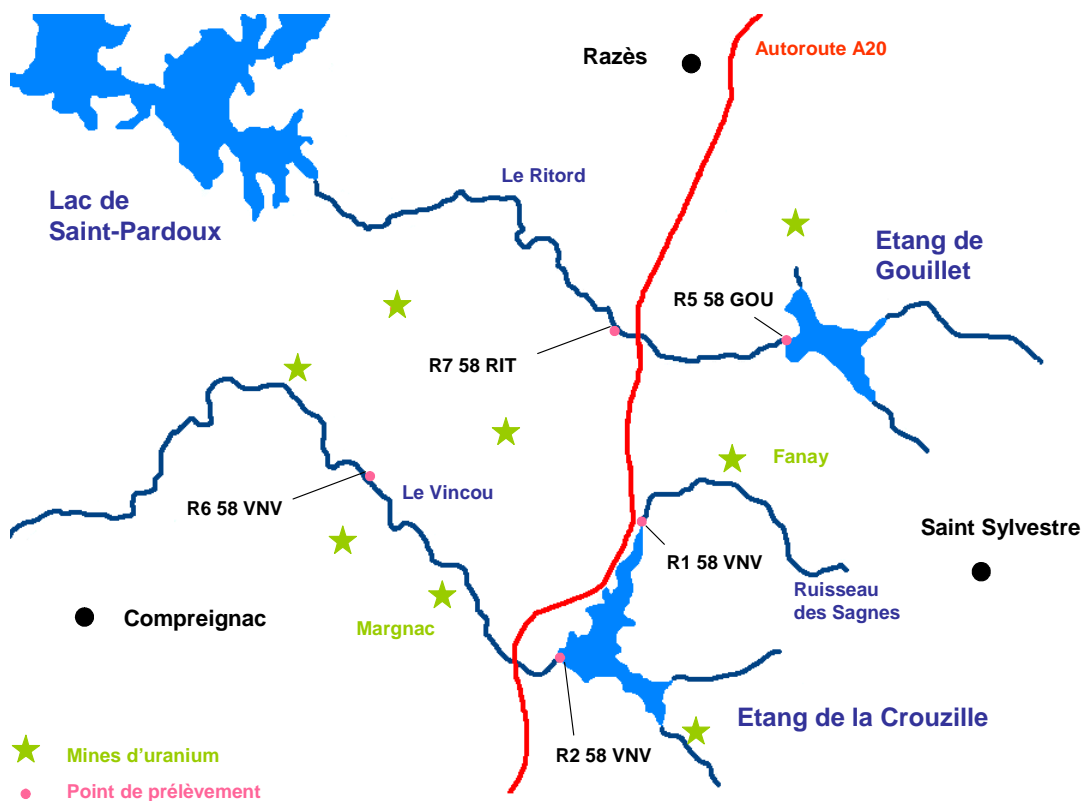 Razès
Autoroute A20
Le Ritord
Lac de
Saint-Pardoux
Etang de
Gouillet
R5 58 GOU
R7 58 RIT
Fanay
R6 58 VNV
Le Vincou
Saint Sylvestre
R1 58 VNV
Ruisseau
des Sagnes
Compreignac
Margnac
Etang de la Crouzille
R2 58 VNV
Mines d'uranium
Point de prélèvement